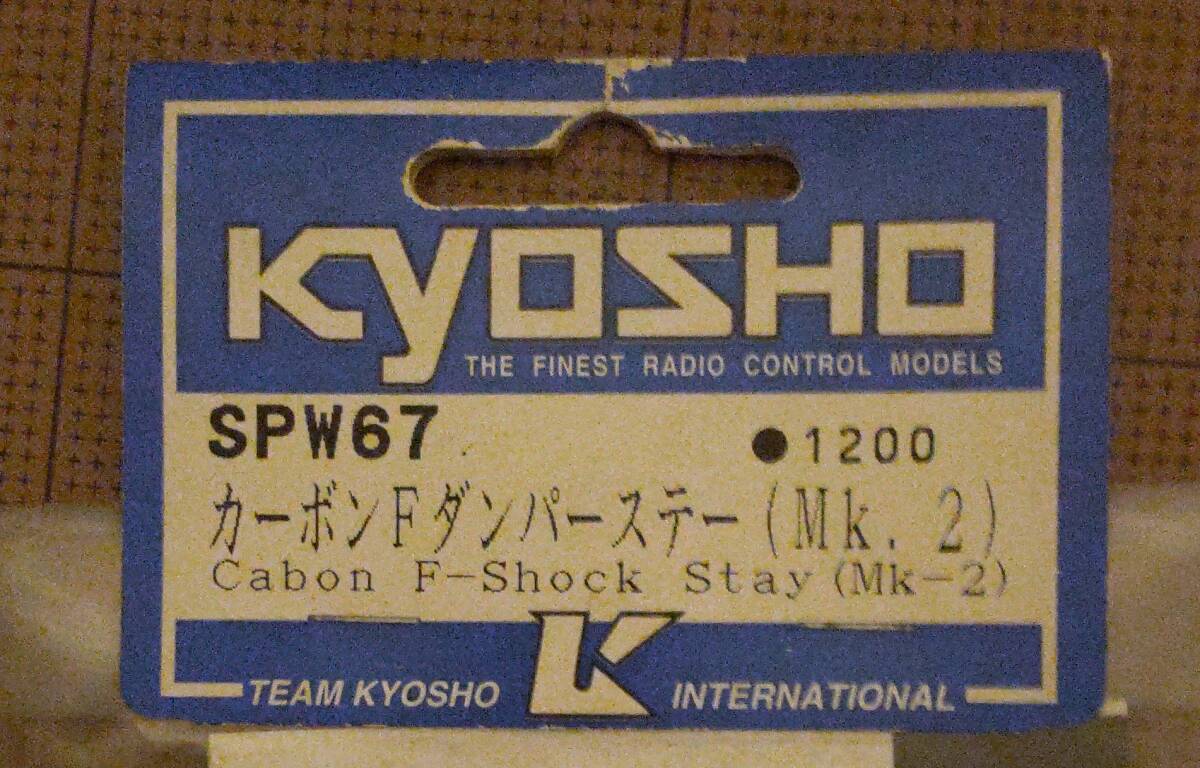 KYOSHO
THE FINEST RADIO CONTROL MODELS
SPW67 ●1200
カーボンFダンパーステー(Mk.2)
Cabon F-Shock Stay (Mk-2)
K
TEAM KYOSHO INTERNATIONAL